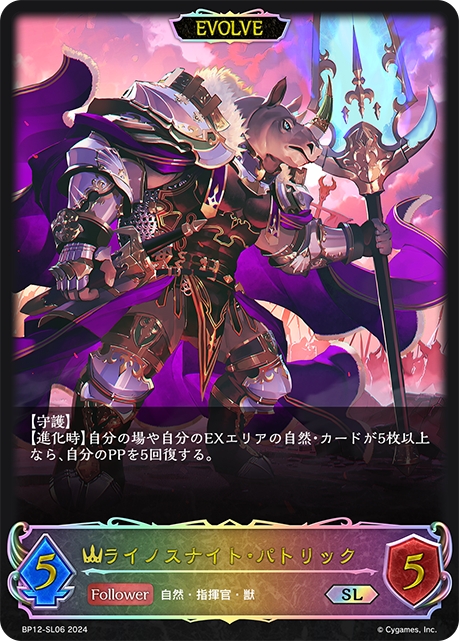 EVOLVE
【守護】
【進化時】自分の場や自分のEXエリアの自然・カードが5枚以上
なら、自分のPPを5回復する。
ライノスナイト・パトリック
5
5
Follower 自然・指揮官・獣 SL
BP12-SL06 2024 © Cygames, Inc.